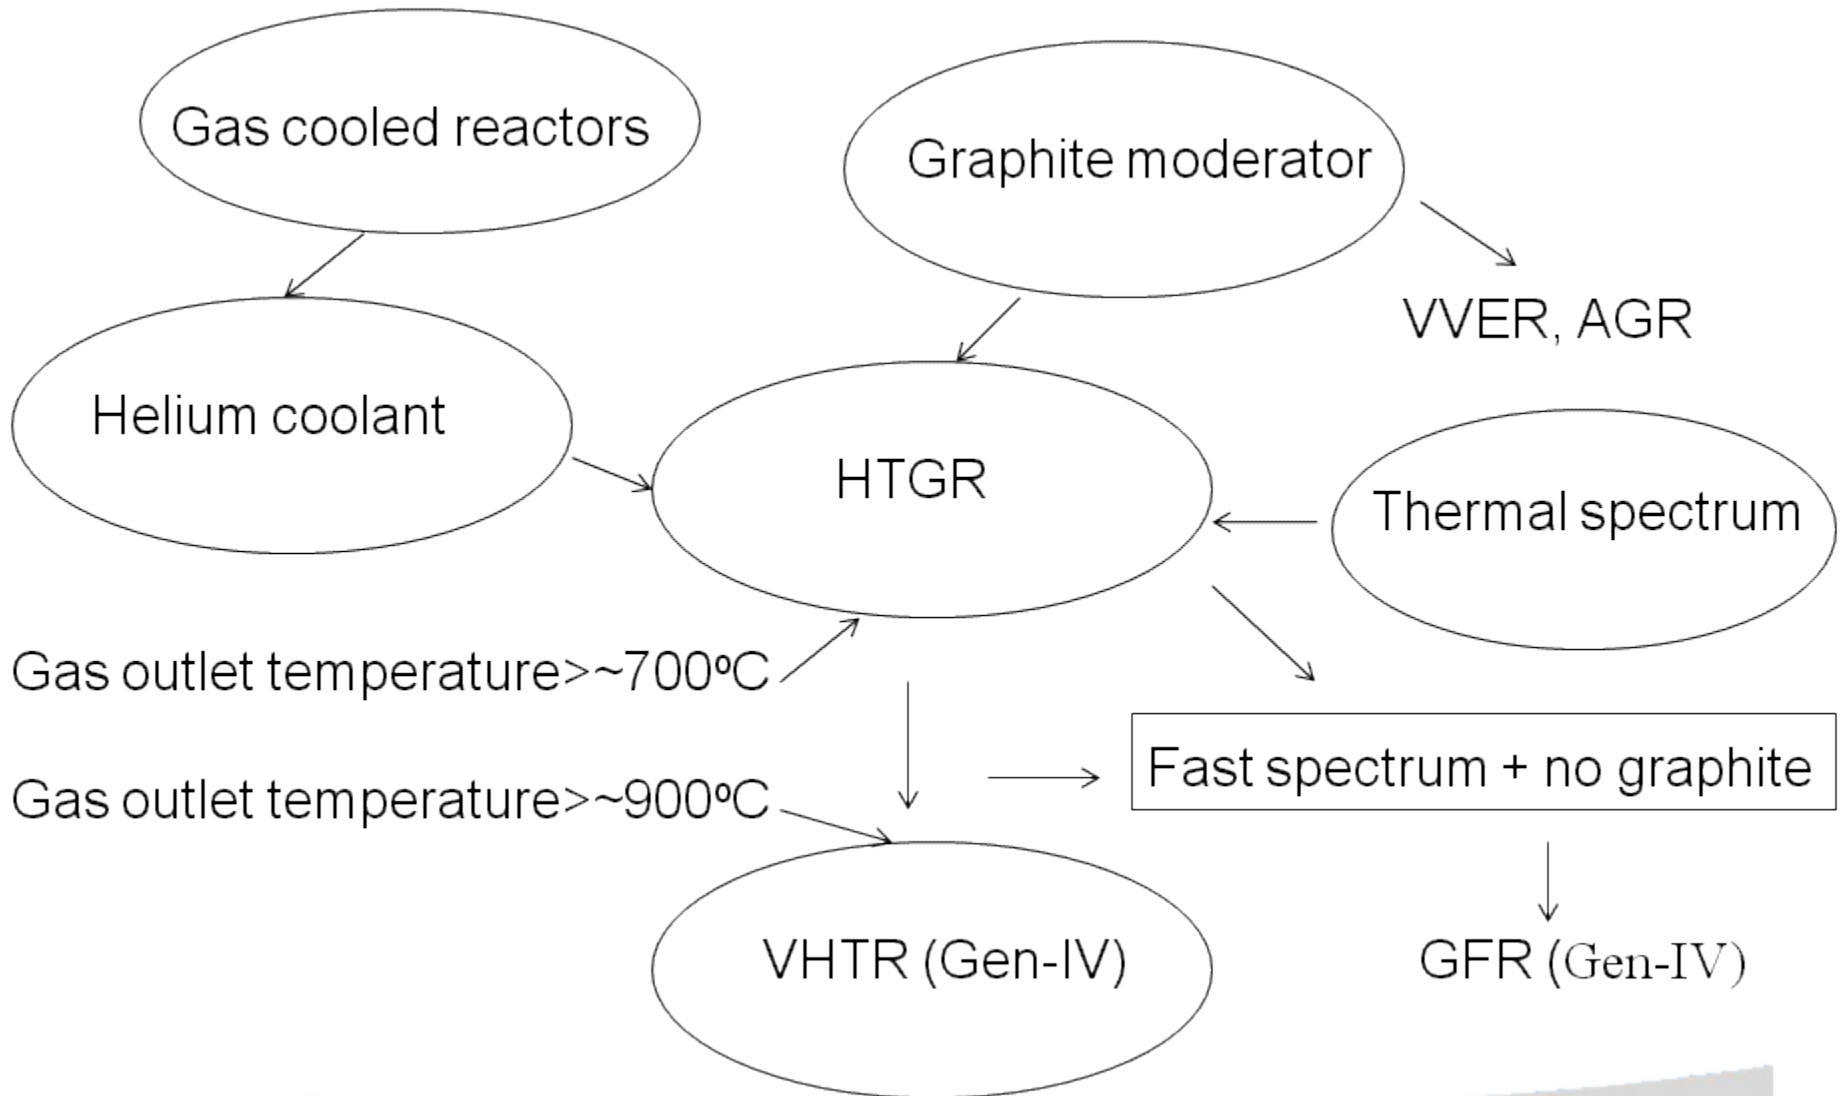 Gas cooled reactors
Graphite moderator
VVER, AGR
Helium coolant
HTGR
Thermal spectrum
Gas outlet temperature>~700ºC
Fast spectrum + no graphite
Gas outlet temperature>~900ºC
VHTR (Gen-IV)
GFR (Gen-IV)